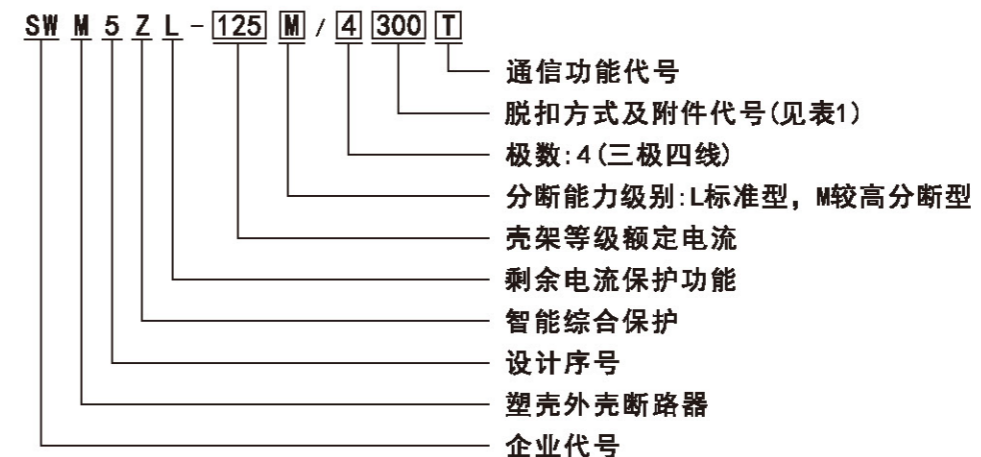 SW M 5 Z L - 125 M / 4 300 T
通信功能代号
脱扣方式及附件代号(见表1)
极数:4(三极四线)
分断能力级别:L标准型, M较高分断型
壳架等级额定电流
剩余电流保护功能
智能综合保护
设计序号
塑壳外壳断路器
企业代号